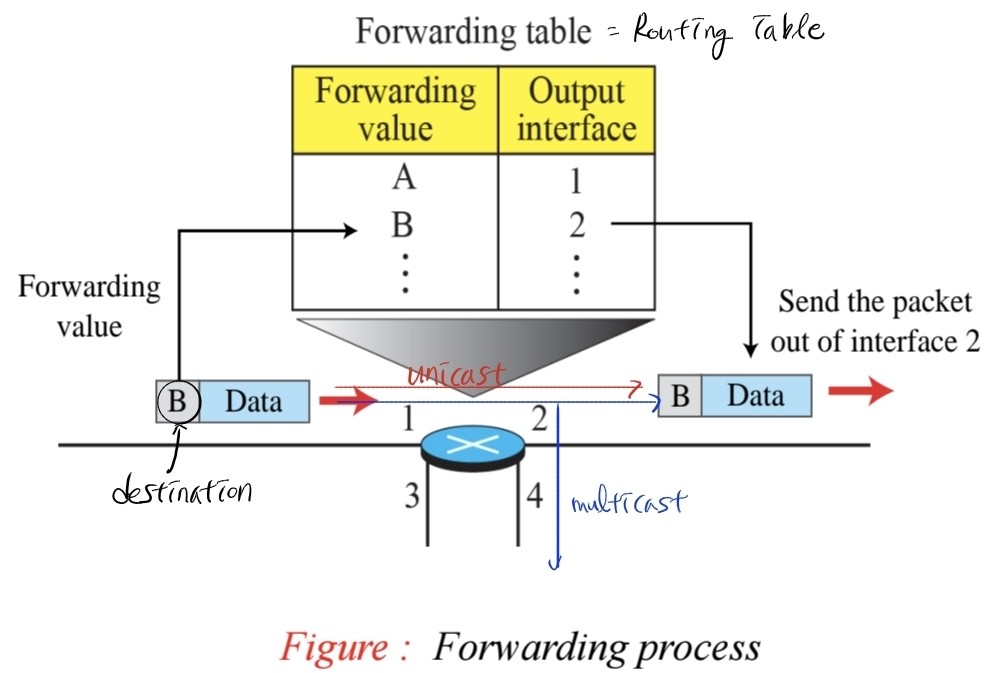 Forwarding table = Routing Table
Forwarding value
Output interface
A 1
B 2
Forwarding
value
Send the packet
out of interface 2
unicast
B Data
B Data
1 2
destination
3 4
multicast
Figure : Forwarding process